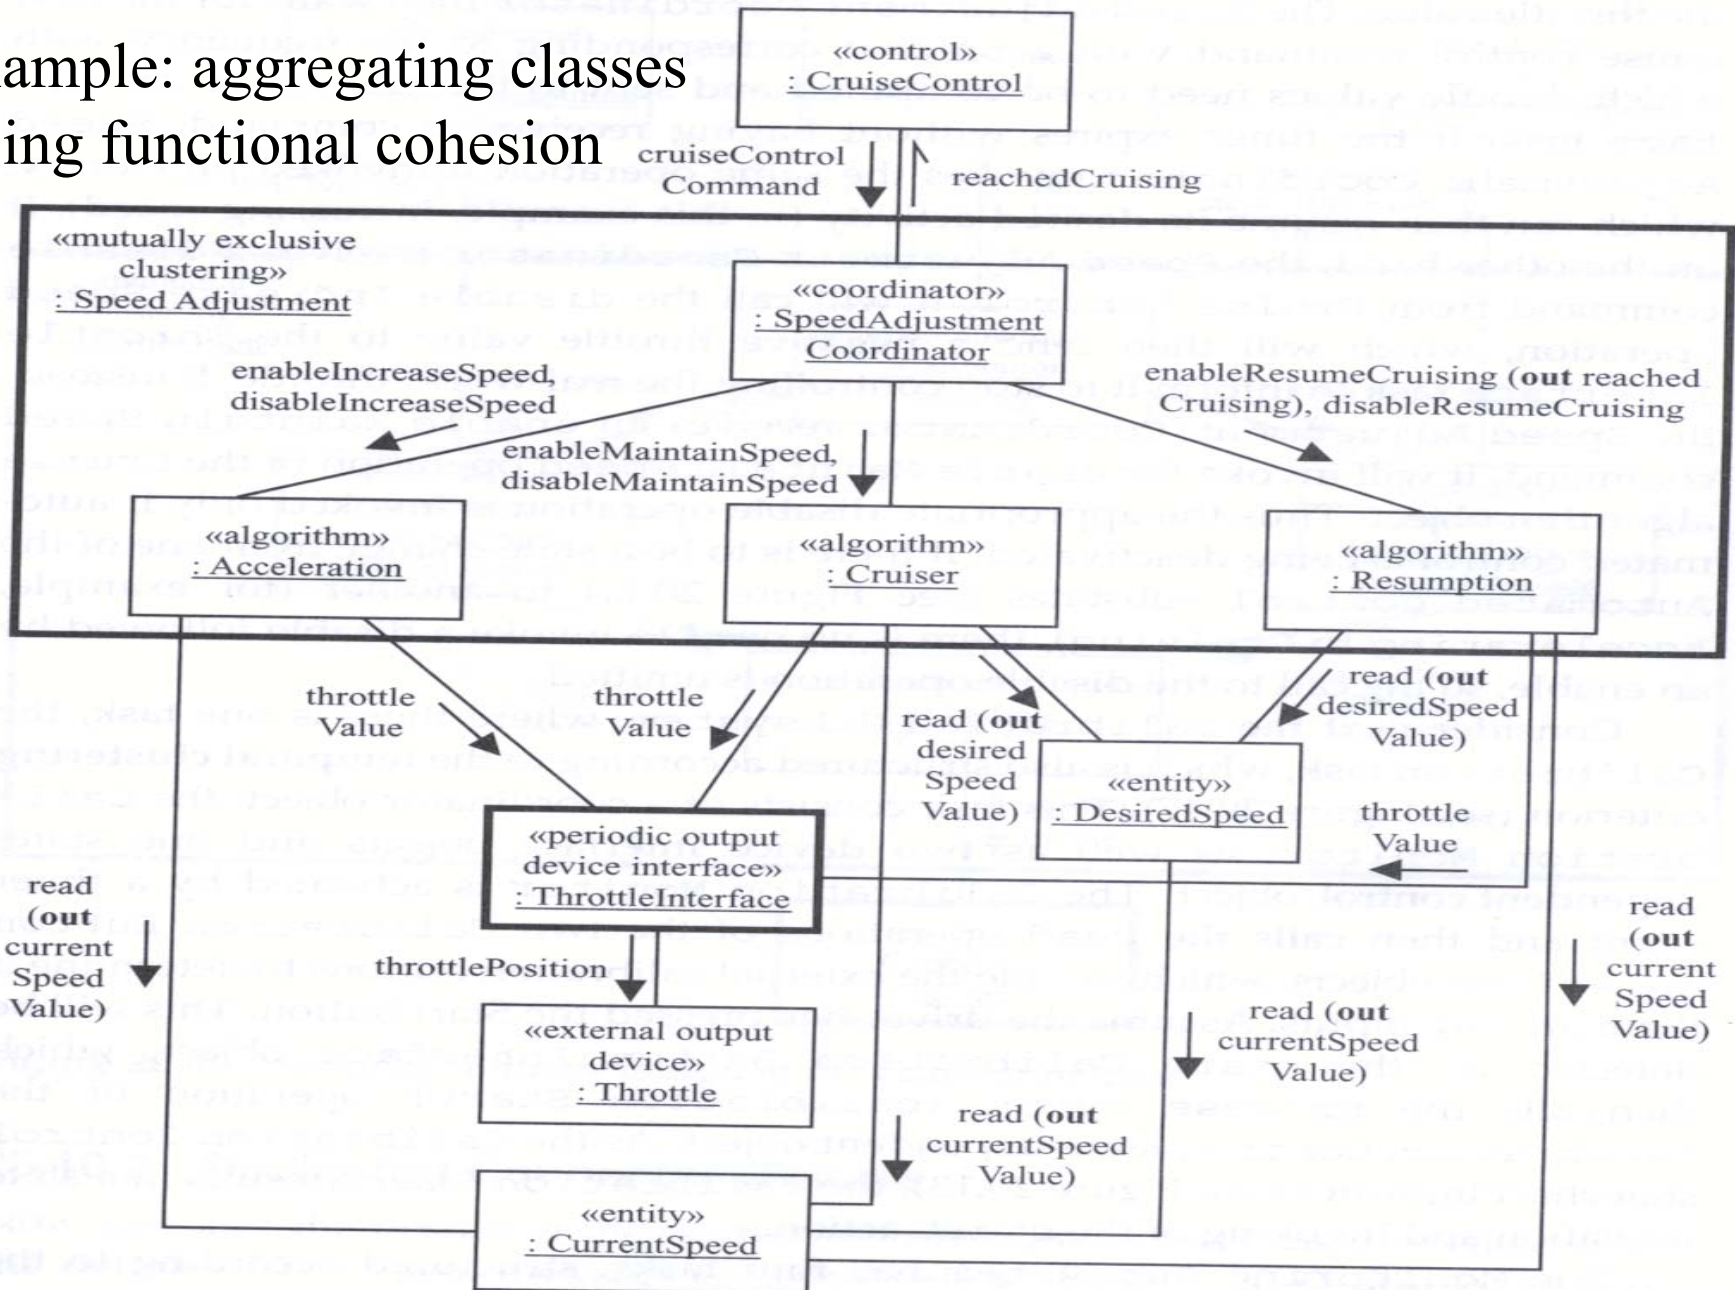 ample: aggregating classes
ing functional cohesion
«control»
: CruiseControl
cruiseControl
Command
reachedCruising
«mutually exclusive
clustering»
: Speed Adjustment
«coordinator»
: SpeedAdjustment
Coordinator
enableIncreaseSpeed,
disableIncreaseSpeed
enableResumeCruising (out reached
Cruising), disableResumeCruising
enableMaintainSpeed,
disableMaintainSpeed
«algorithm»
: Acceleration
«algorithm»
: Cruiser
«algorithm»
: Resumption
throttle
Value
throttle
Value
read (out
desired
Speed
Value)
read (out
desiredSpeed
Value)
«entity»
: DesiredSpeed
throttle
Value
«periodic output
device interface»
: ThrottleInterface
read
(out
current
Speed
Value)
throttlePosition
«external output
device»
: Throttle
read (out
currentSpeed
Value)
read (out
currentSpeed
Value)
read
(out
current
Speed
Value)
«entity»
: CurrentSpeed